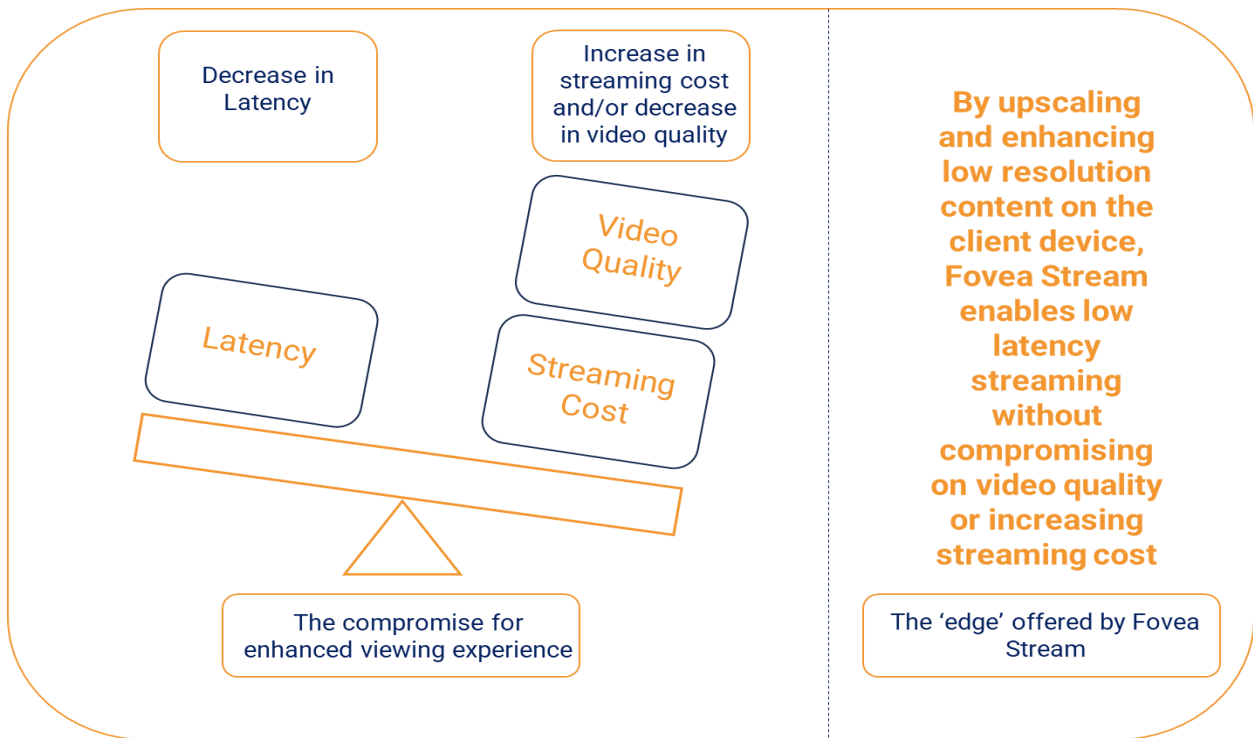 Decrease in
Latency
Increase in
streaming cost
and/or decrease
in video quality
Video
Quality
Latency
Streaming
Cost
The compromise for
enhanced viewing experience
By upscaling
and enhancing
low resolution
content on the
client device,
Fovea Stream
enables low
latency
streaming
without
compromising
on video quality
or increasing
streaming cost
The ‘edge’ offered by Fovea
Stream